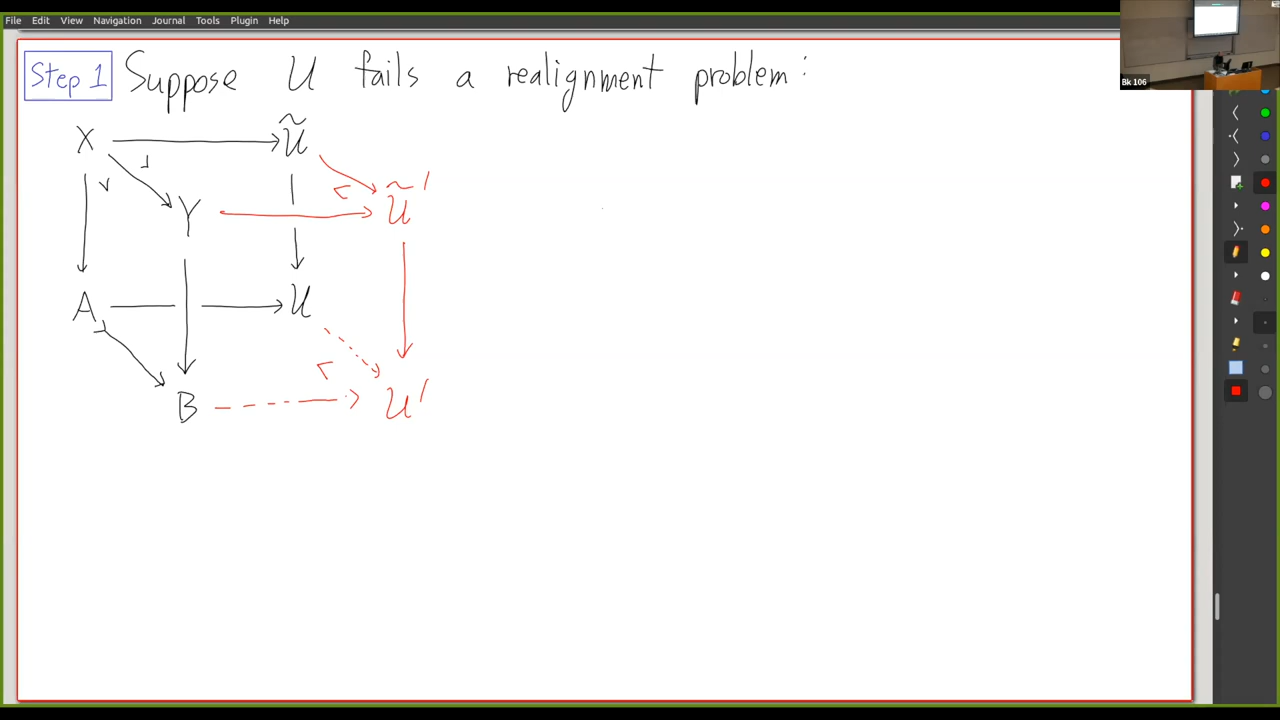 File Edit View Navigation Journal Tools Plugin Help
Bk 106
Step 1 Suppose U fails a realignment problem:
X Ũ
Y Ũ'
A U
B U'